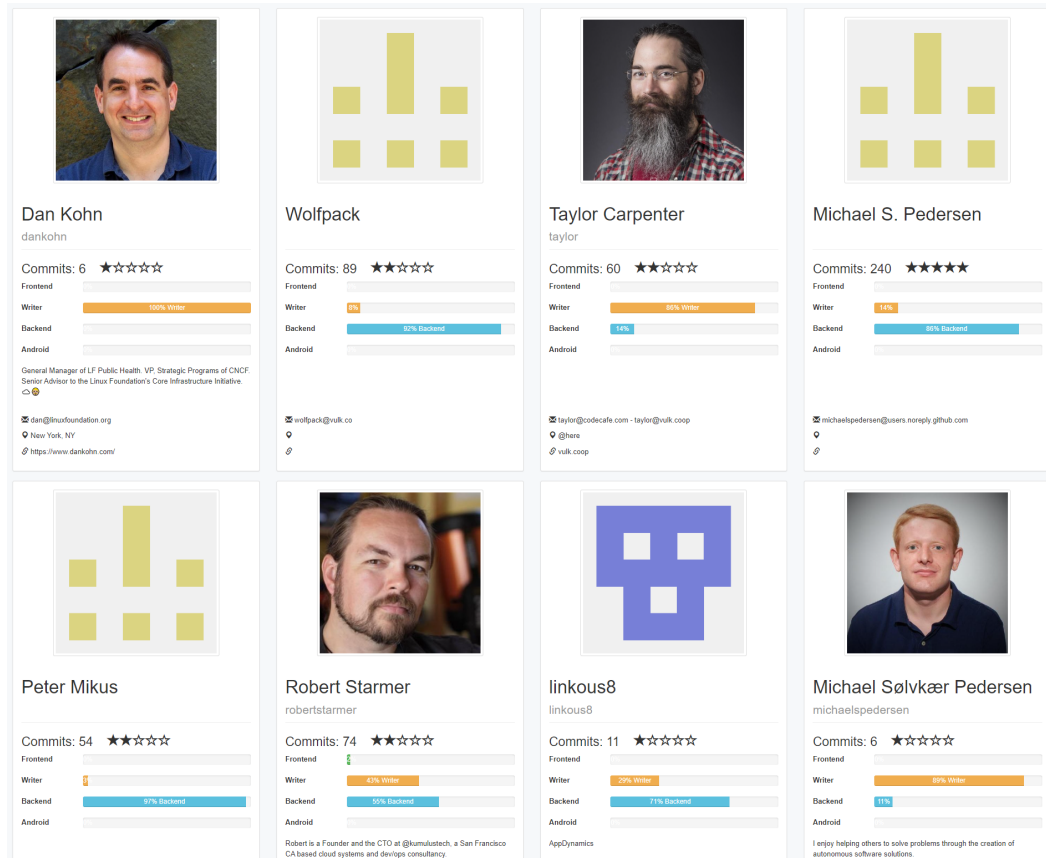 Dan Kohn
dankohn
Commits: 6 ★☆☆☆☆
Frontend
Writer 100% Writer
Backend
Android
General Manager of LF Public Health. VP, Strategic Programs of CNCF.
Senior Advisor to the Linux Foundation's Core Infrastructure Initiative.
dan@linuxfoundation.org
New York, NY
https://www.dankohn.com/
Wolfpack
Commits: 89 ★★☆☆☆
Frontend
Writer 8%
Backend 92% Backend
Android
wolfpack@vulk.co
Taylor Carpenter
taylor
Commits: 60 ★★☆☆☆
Frontend
Writer 86% Writer
Backend 14%
Android
taylor@codecafe.com - taylor@vulk.coop
@here
vulk.coop
Michael S. Pedersen
Commits: 240 ★★★★★
Frontend
Writer 14%
Backend 86% Backend
Android
michaelspedersen@users.noreply.github.com
Peter Mikus
Commits: 54 ★★☆☆☆
Frontend
Writer
Backend 97% Backend
Android
Robert Starmer
robertstarmer
Commits: 74 ★★☆☆☆
Frontend
Writer 43% Writer
Backend 55% Backend
Android
Robert is a Founder and the CTO at @kumulustech, a San Francisco
CA based cloud systems and dev/ops consultancy.
linkous8
linkous8
Commits: 11 ★☆☆☆☆
Frontend
Writer 29% Writer
Backend 71% Backend
Android
AppDynamics
Michael Sølvkær Pedersen
michaelspedersen
Commits: 6 ★☆☆☆☆
Frontend
Writer 89% Writer
Backend 11%
Android
I enjoy helping others to solve problems through the creation of
autonomous software solutions.